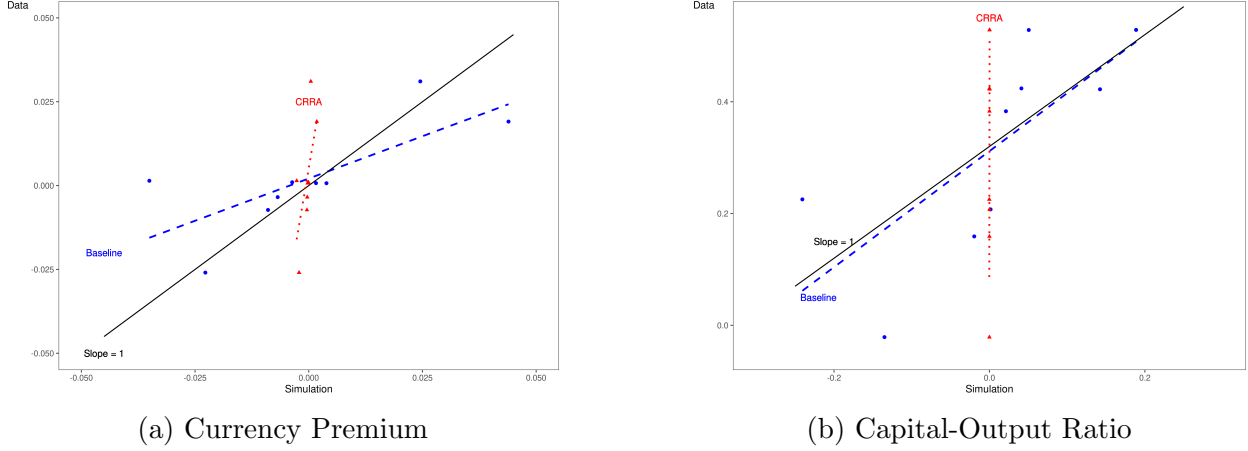 Data
0.050
0.025
0.000
-0.025
-0.050
CRRA
Baseline
Slope = 1
-0.050
-0.025
0.000
0.025
0.050
Simulation
(a) Currency Premium
Data
0.4
0.2
0.0
CRRA
Slope = 1
Baseline
-0.2
0.0
0.2
Simulation
(b) Capital-Output Ratio